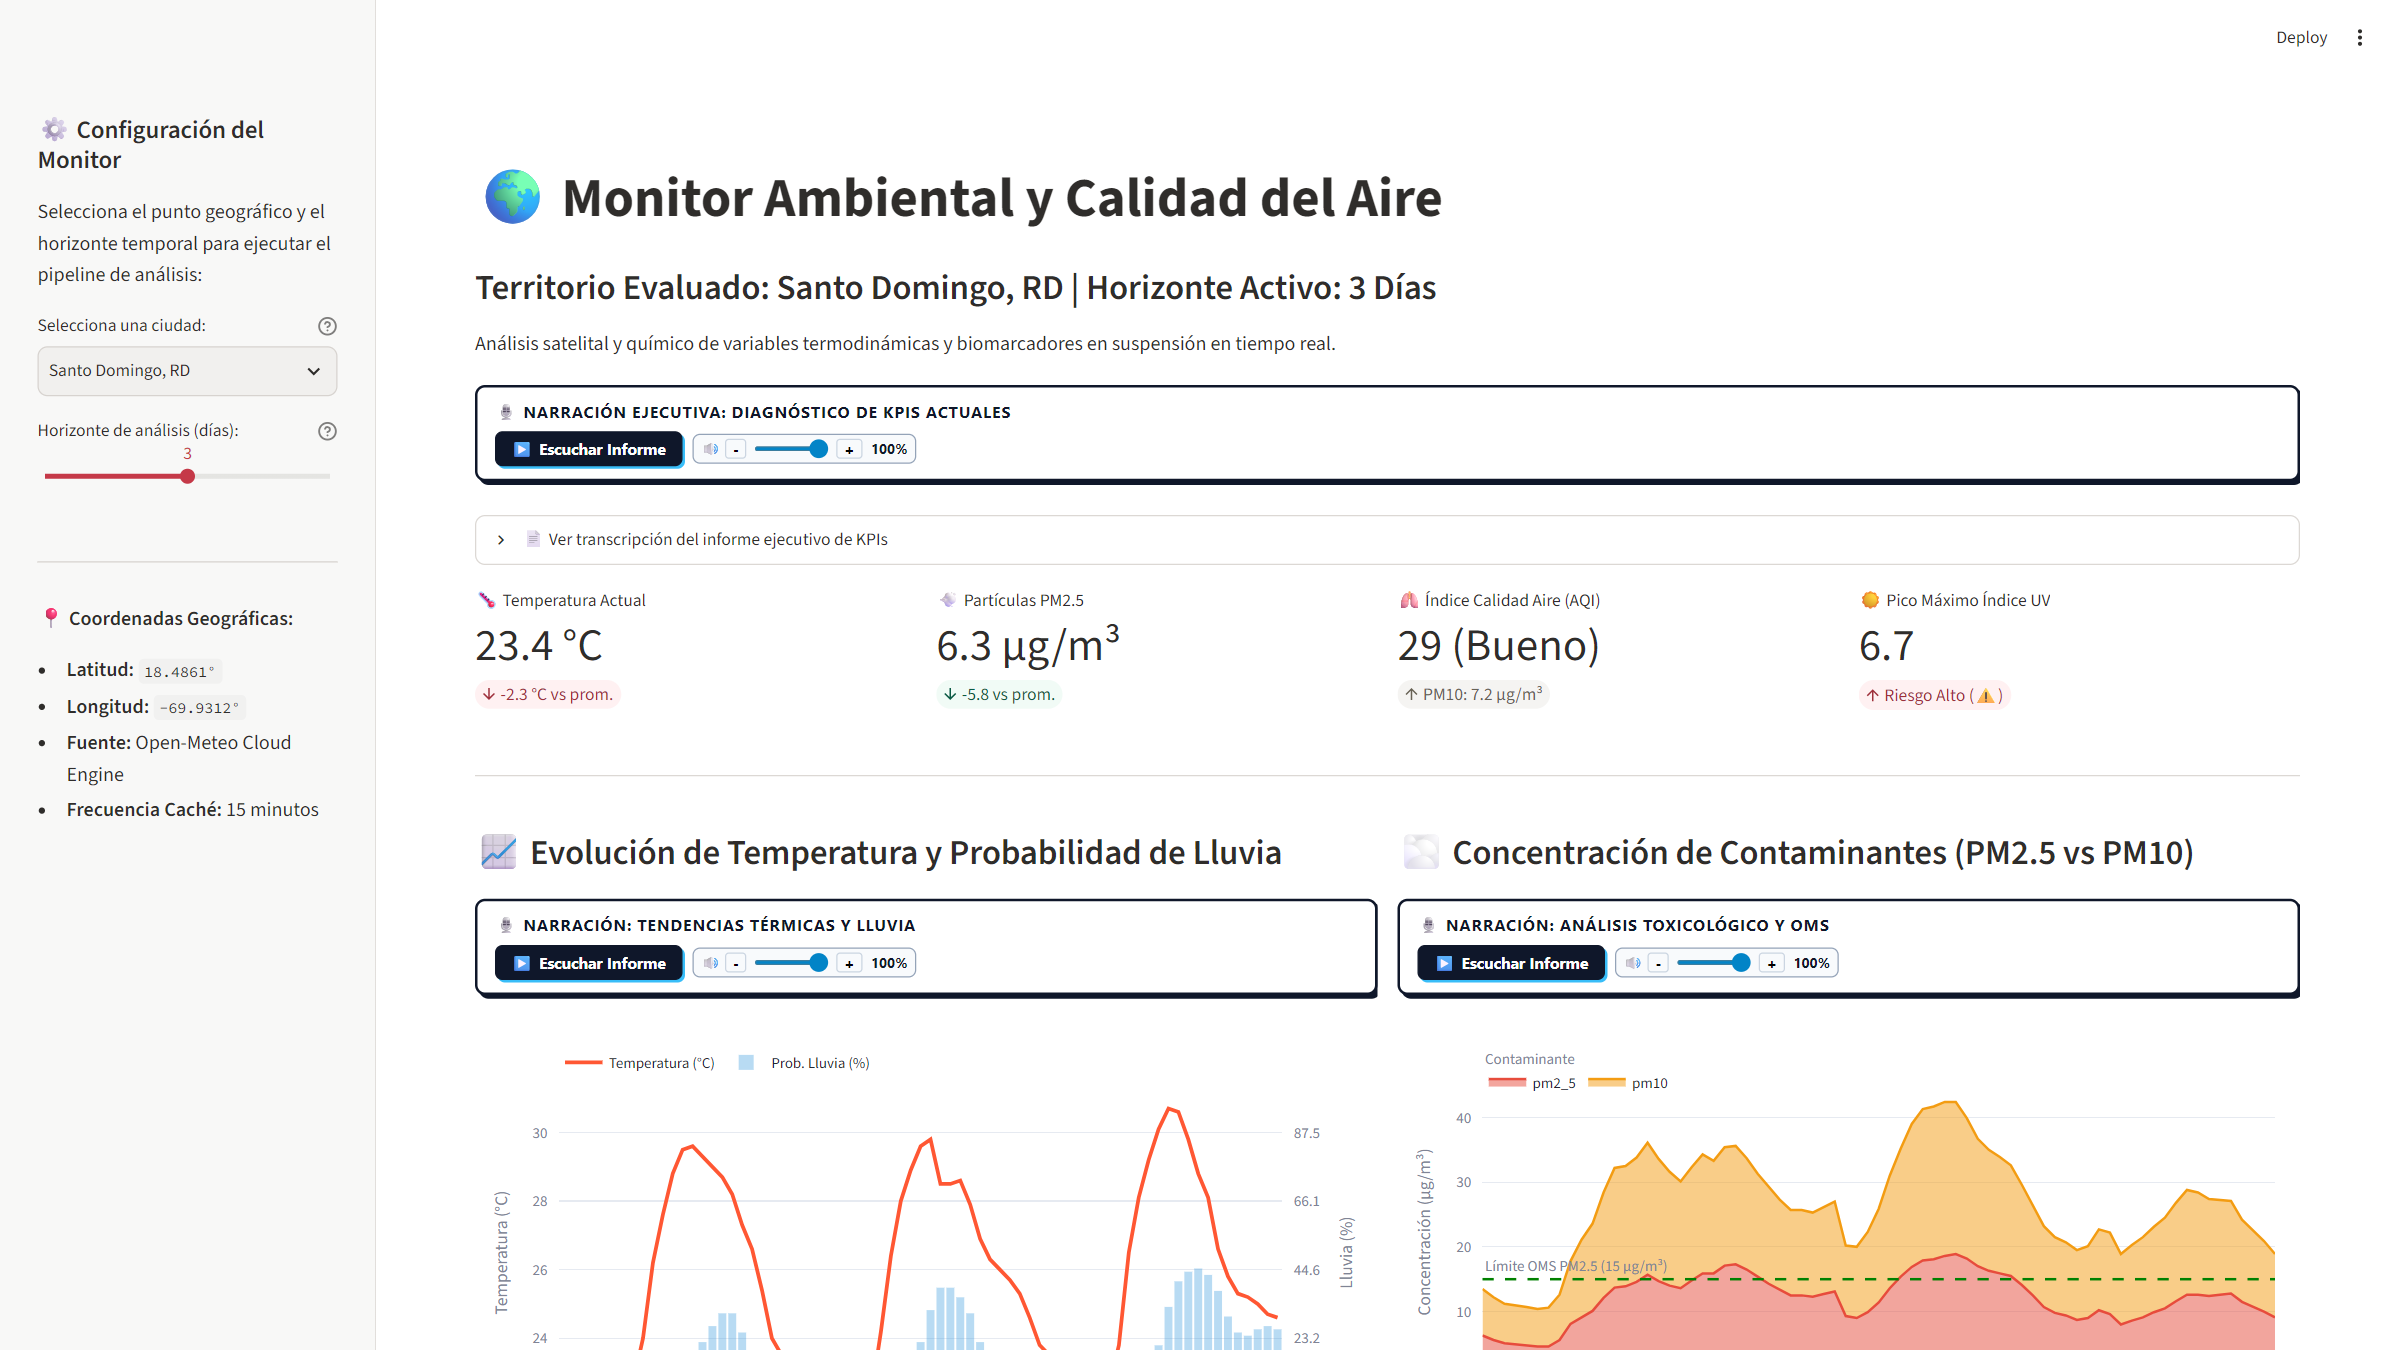 Deploy
Configuración del
Monitor
Selecciona el punto geográfico y el
horizonte temporal para ejecutar el
pipeline de análisis:
Selecciona una ciudad:
Santo Domingo, RD
Horizonte de análisis (días):
3
Coordenadas Geográficas:
Latitud: 18.4861°
Longitud: -69.9312°
Fuente: Open-Meteo Cloud
Engine
Frecuencia Caché: 15 minutos
Monitor Ambiental y Calidad del Aire
Territorio Evaluado: Santo Domingo, RD | Horizonte Activo: 3 Días
Análisis satelital y químico de variables termodinámicas y biomarcadores en suspensión en tiempo real.
NARRACIÓN EJECUTIVA: DIAGNÓSTICO DE KPIS ACTUALES
Escuchar Informe - + 100%
Ver transcripción del informe ejecutivo de KPIs
Temperatura Actual
23.4 °C
↓ -2.3 °C vs prom.
Partículas PM2.5
6.3 µg/m³
↓ -5.8 vs prom.
Índice Calidad Aire (AQI)
29 (Bueno)
↑ PM10: 7.2 µg/m³
Pico Máximo Índice UV
6.7
↑ Riesgo Alto (⚠️)
Evolución de Temperatura y Probabilidad de Lluvia
NARRACIÓN: TENDENCIAS TÉRMICAS Y LLUVIA
Escuchar Informe - + 100%
Temperatura (°C) Prob. Lluvia (%)
30
28
26
24
Temperatura (°C)
87.5
66.1
44.6
23.2
Lluvia (%)
Concentración de Contaminantes (PM2.5 vs PM10)
NARRACIÓN: ANÁLISIS TOXICOLÓGICO Y OMS
Escuchar Informe - + 100%
Contaminante
pm2_5 pm10
40
30
20
10
Concentración (µg/m³)
Límite OMS PM2.5 (15 µg/m³)